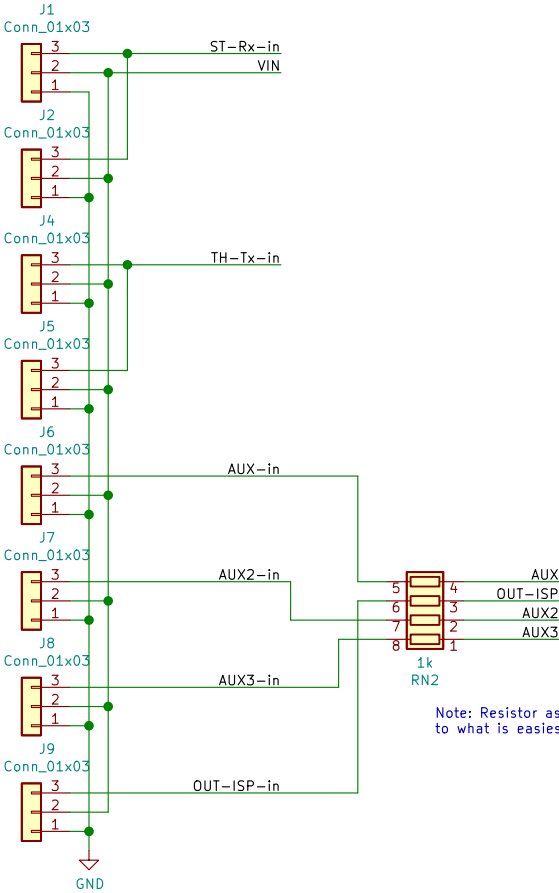 J1
Conn_01x03
3 ST-Rx-in
2 VIN
1
J2
Conn_01x03
3
2
1
J4
Conn_01x03
3 TH-Tx-in
2
1
J5
Conn_01x03
3
2
1
J6
Conn_01x03
3 AUX-in
2
1
J7
Conn_01x03
3 AUX2-in
2
1
5 4 AUX
6 3 OUT-ISP
7 2 AUX2
8 1 AUX3
1k
RN2
J8
Conn_01x03
3 AUX3-in
2
1
Note: Resistor as
to what is easies
J9
Conn_01x03
3 OUT-ISP-in
2
1
GND